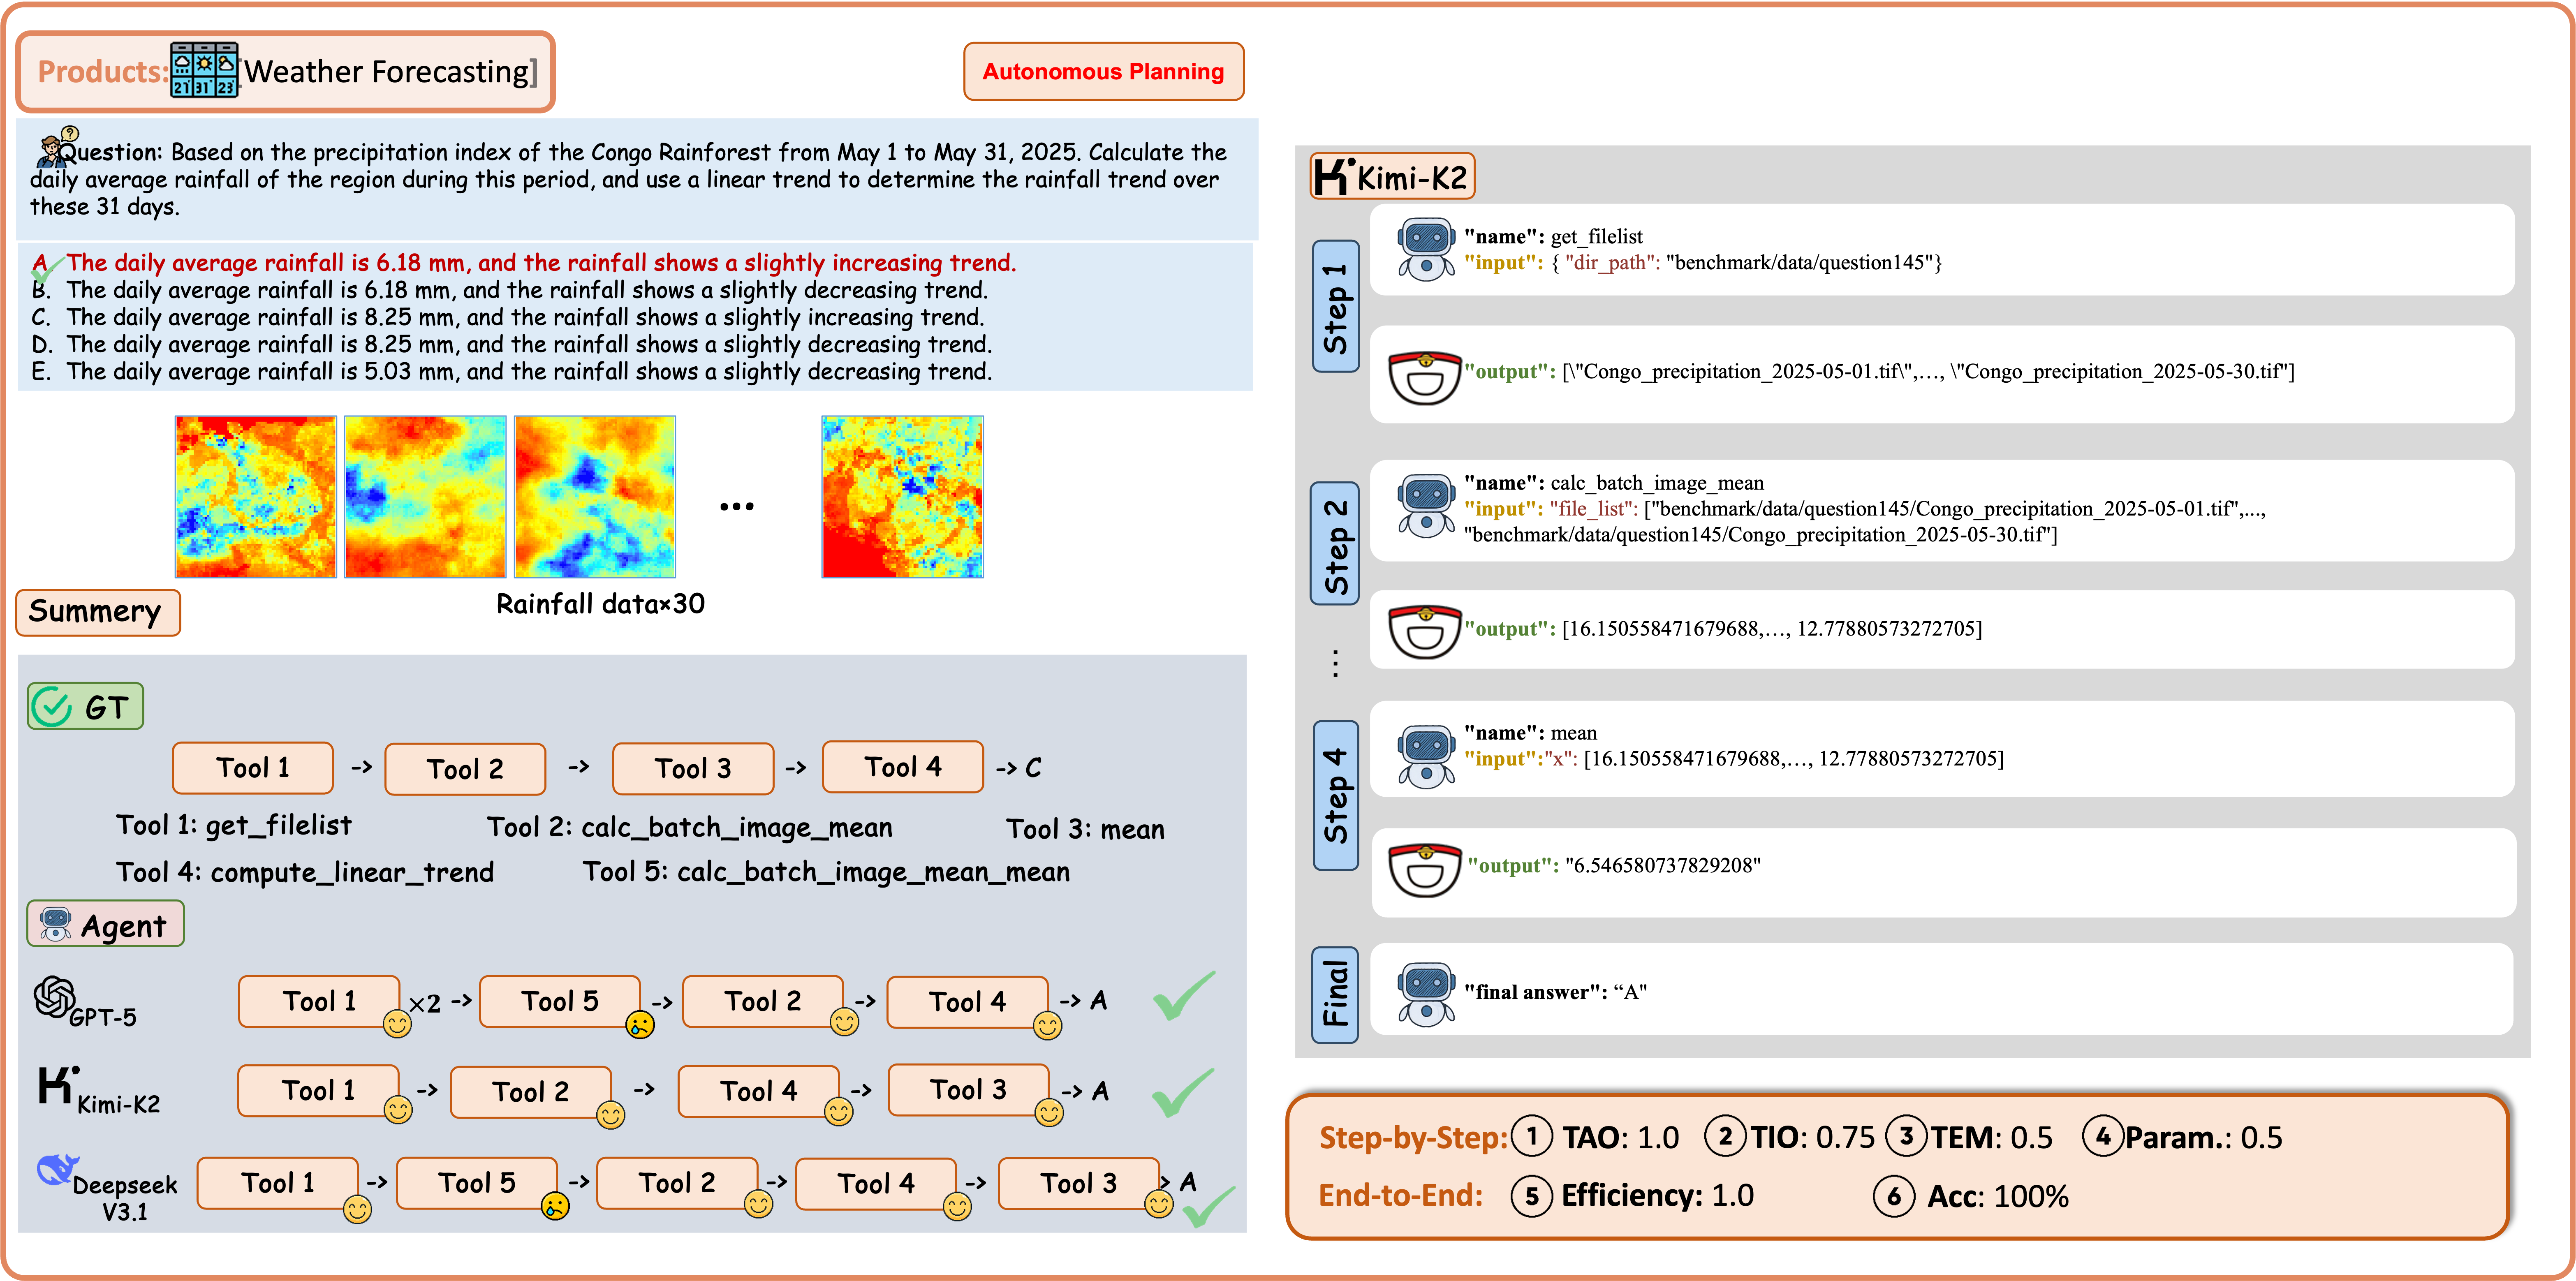 Products: [Weather Forecasting]
21 31 23
Autonomous Planning
?
Question: Based on the precipitation index of the Congo Rainforest from May 1 to May 31, 2025. Calculate the
daily average rainfall of the region during this period, and use a linear trend to determine the rainfall trend over
these 31 days.
A. The daily average rainfall is 6.18 mm, and the rainfall shows a slightly increasing trend.
B. The daily average rainfall is 6.18 mm, and the rainfall shows a slightly decreasing trend.
C. The daily average rainfall is 8.25 mm, and the rainfall shows a slightly increasing trend.
D. The daily average rainfall is 8.25 mm, and the rainfall shows a slightly decreasing trend.
E. The daily average rainfall is 5.03 mm, and the rainfall shows a slightly decreasing trend.
...
Rainfall data×30
Summery
GT
Tool 1 -> Tool 2 -> Tool 3 -> Tool 4 -> C
Tool 1: get_filelist Tool 2: calc_batch_image_mean Tool 3: mean
Tool 4: compute_linear_trend Tool 5: calc_batch_image_mean_mean
Agent
GPT-5 Tool 1 ×2 -> Tool 5 -> Tool 2 -> Tool 4 -> A
Kimi-K2 Tool 1 -> Tool 2 -> Tool 4 -> Tool 3 -> A
Deepseek V3.1 Tool 1 -> Tool 5 -> Tool 2 -> Tool 4 -> Tool 3 > A
Kimi-K2
Step 1
"name": get_filelist
"input": { "dir_path": "benchmark/data/question145"}
"output": [\"Congo_precipitation_2025-05-01.tif\",..., \"Congo_precipitation_2025-05-30.tif"]
Step 2
"name": calc_batch_image_mean
"input": "file_list": ["benchmark/data/question145/Congo_precipitation_2025-05-01.tif",...,
"benchmark/data/question145/Congo_precipitation_2025-05-30.tif"]
"output": [16.150558471679688,..., 12.77880573272705]
...
Step 4
"name": mean
"input":"x": [16.150558471679688,..., 12.77880573272705]
"output": "6.546580737829208"
Final
"final answer": “A"
Step-by-Step: 1 TAO: 1.0 2 TIO: 0.75 3 TEM: 0.5 4 Param.: 0.5
End-to-End: 5 Efficiency: 1.0 6 Acc: 100%